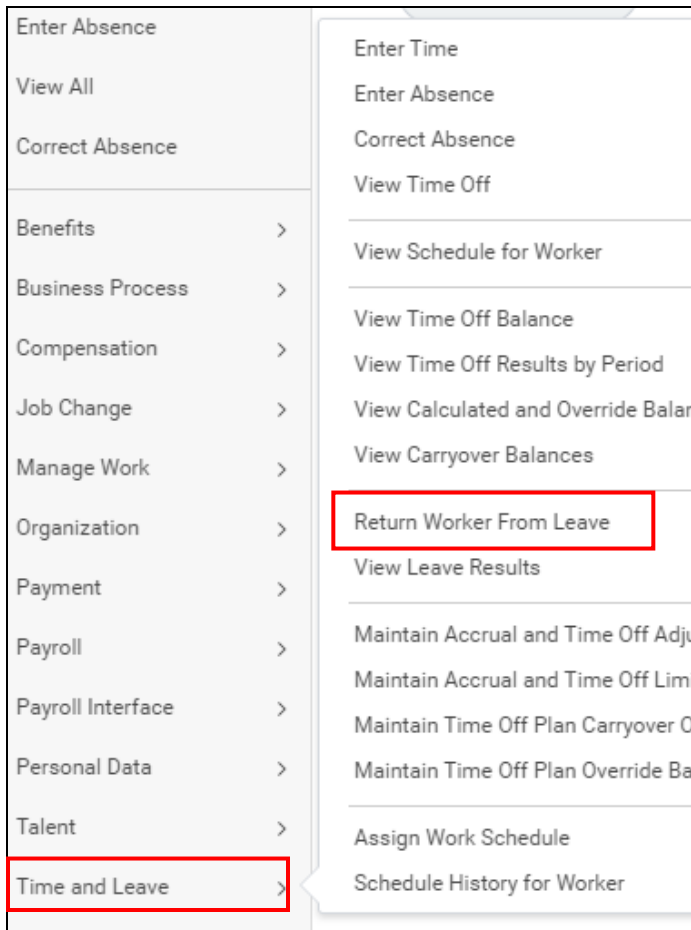 Enter Absence
View All
Correct Absence
Benefits
Business Process
Compensation
Job Change
Manage Work
Organization
Payment
Payroll
Payroll Interface
Personal Data
Talent
Time and Leave
Enter Time
Enter Absence
Correct Absence
View Time Off
View Schedule for Worker
View Time Off Balance
View Time Off Results by Period
View Calculated and Override
View Carryover Balances
Return Worker From Leave
View Leave Results
Maintain Accrual and Time Off
Maintain Accrual and Time Off
Maintain Time Off Plan Carryover
Maintain Time Off Plan Override
Assign Work Schedule
Schedule History for Worker